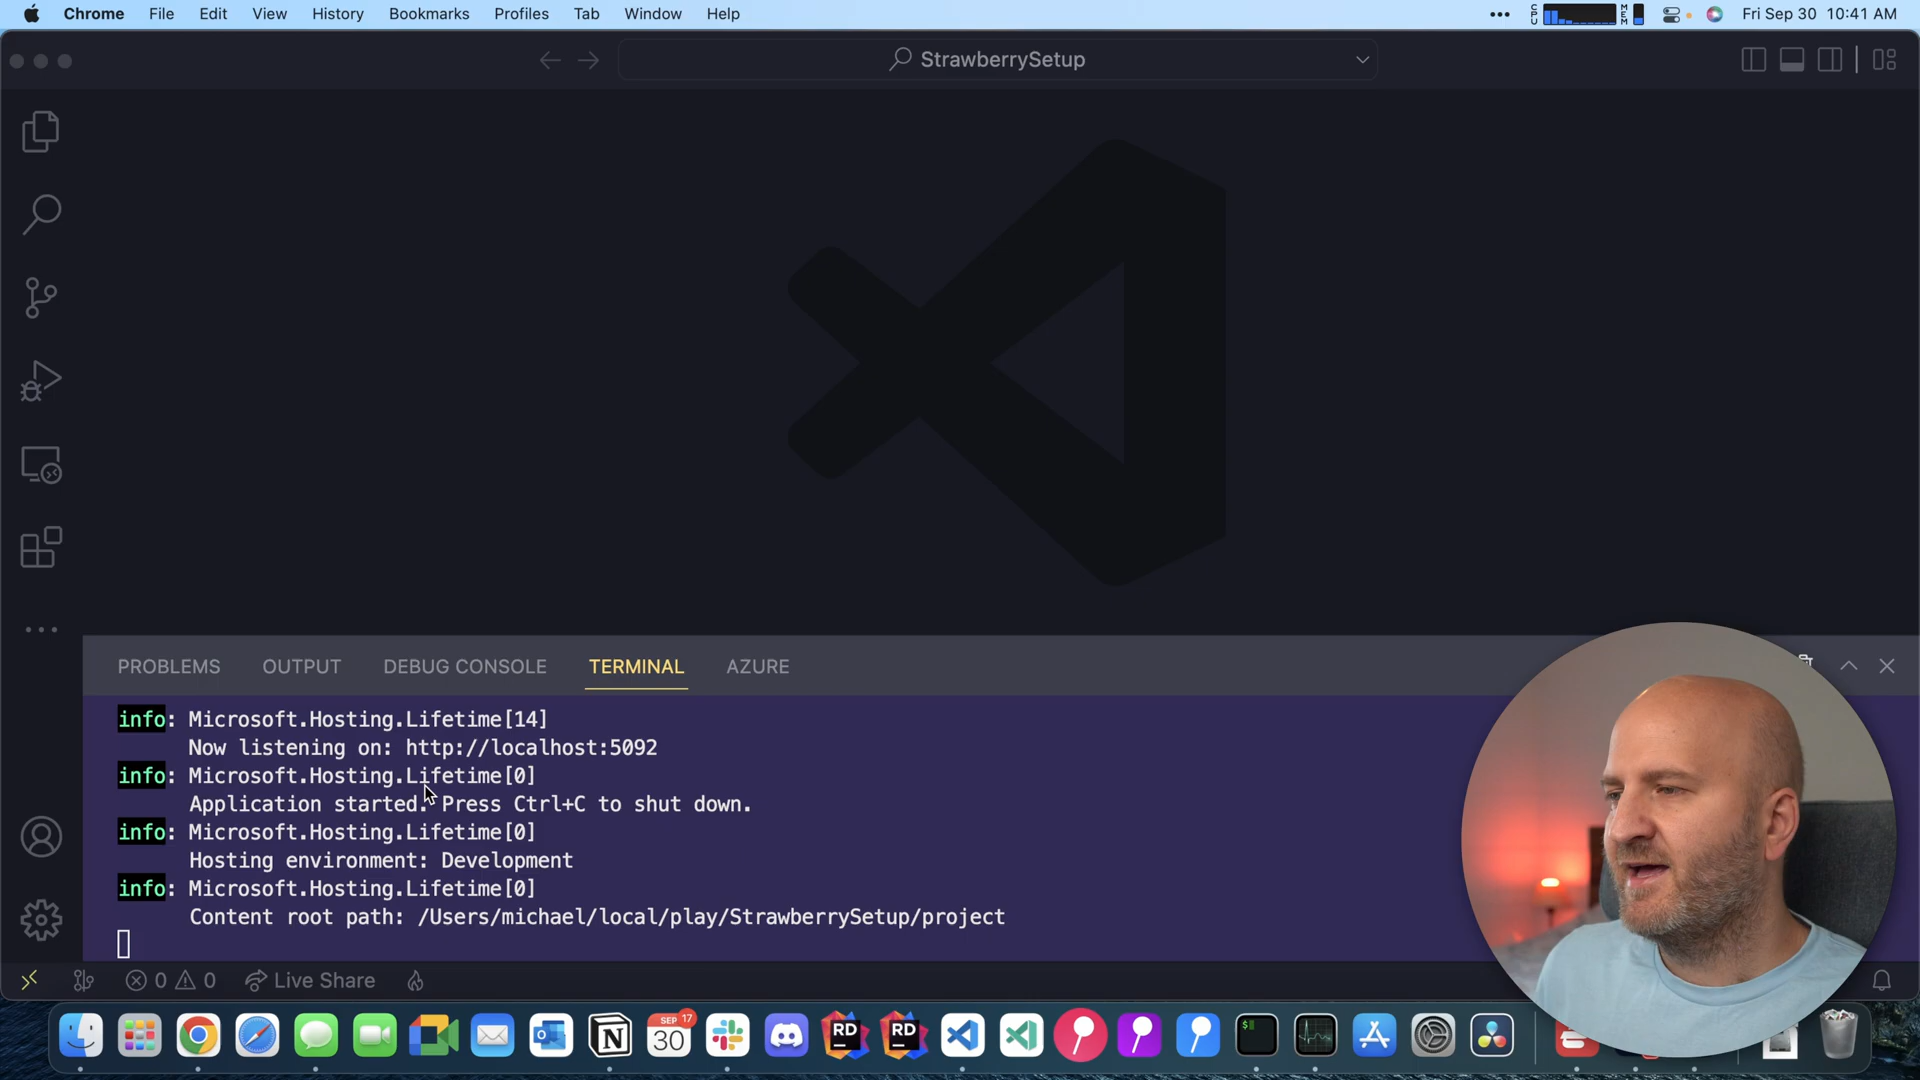 Chrome File Edit View History Bookmarks Profiles Tab Window Help
CPU MEM Fri Sep 30 10:41 AM
StrawberrySetup
PROBLEMS OUTPUT DEBUG CONSOLE TERMINAL AZURE
info: Microsoft.Hosting.Lifetime[14]
Now listening on: http://localhost:5092
info: Microsoft.Hosting.Lifetime[0]
Application started. Press Ctrl+C to shut down.
info: Microsoft.Hosting.Lifetime[0]
Hosting environment: Development
info: Microsoft.Hosting.Lifetime[0]
Content root path: /Users/michael/local/play/StrawberrySetup/project
0 0 Live Share
SEP 17
30
RD
RD
$